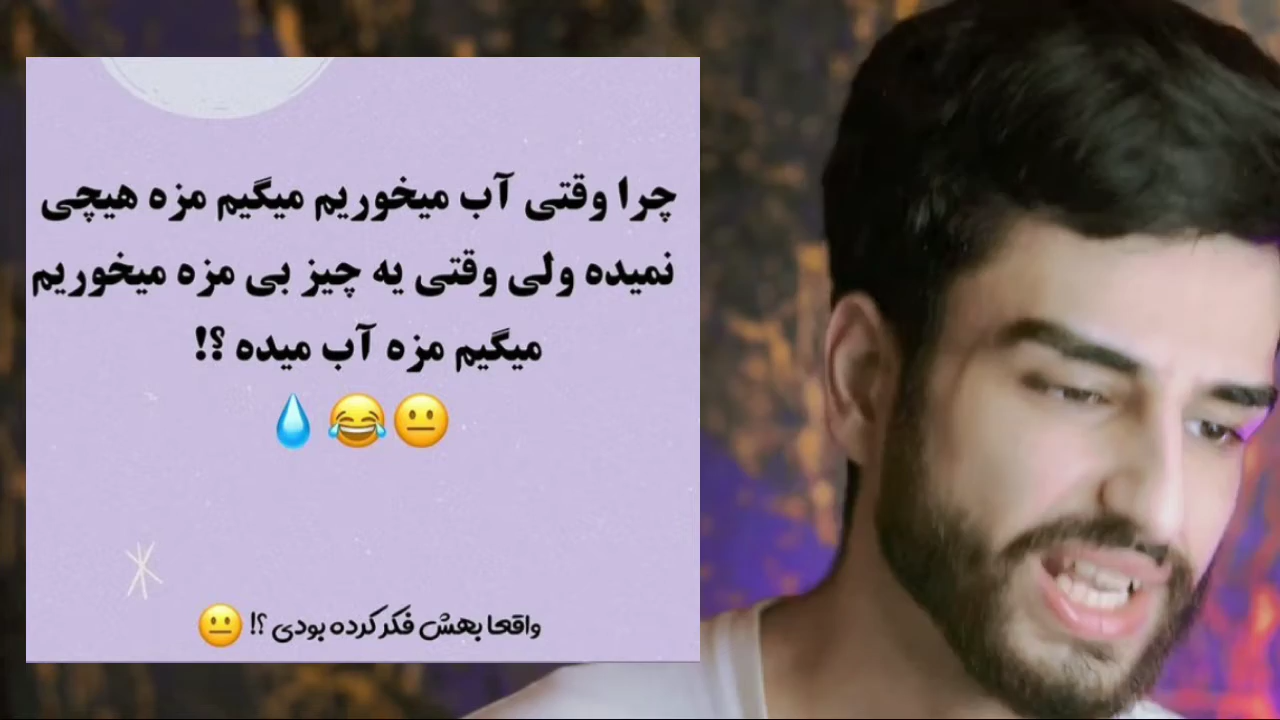 چرا وقتی آب میخوریم میگیم مزه هیچی
نمیده ولی وقتی یه چیز بی مزه میخوریم
میگیم مزه آب میده ؟!
😐😂💧
واقعا بهش فکر کرده بودی ؟! 😐